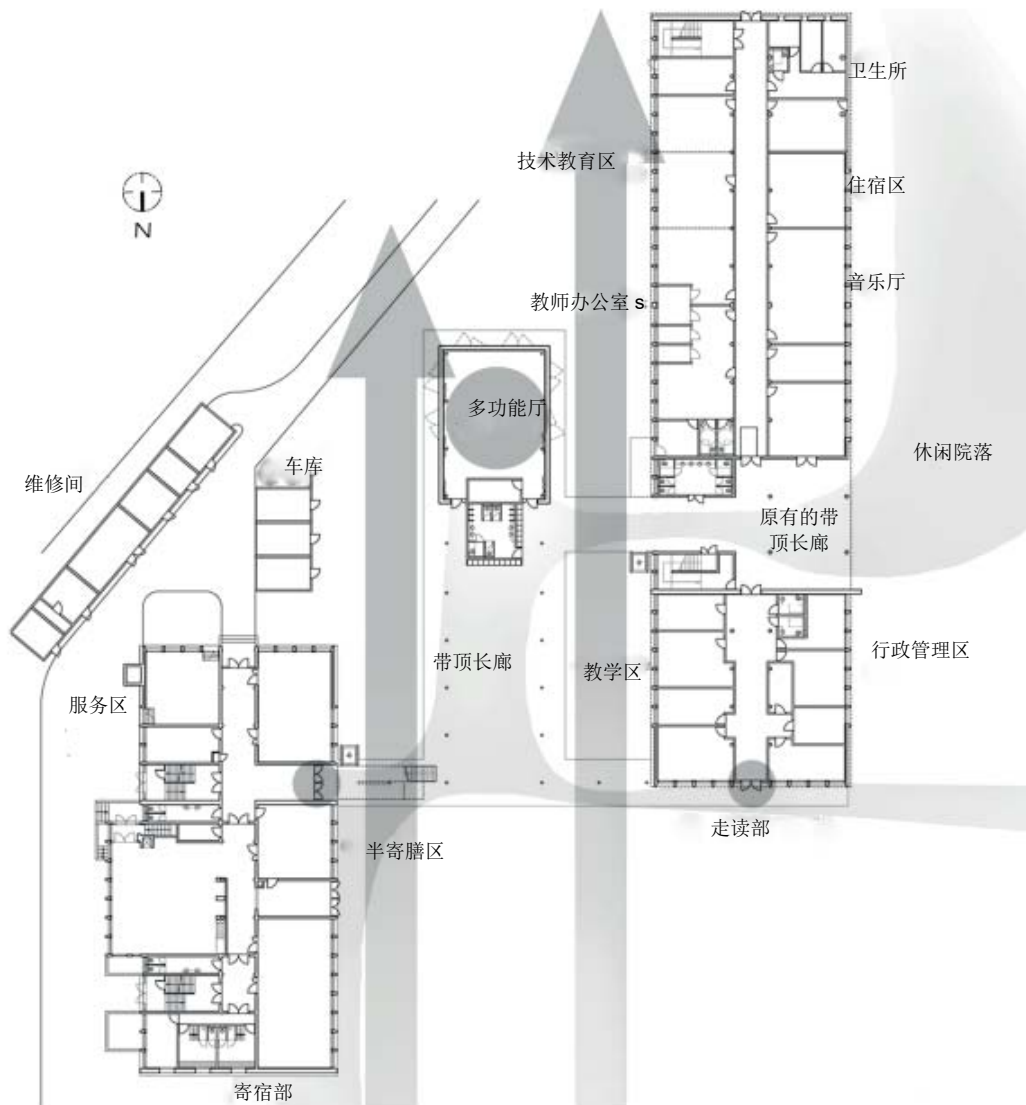 卫生所
技术教育区
住宿区
N
音乐厅
教师办公室 s
多功能厅
休闲院落
车库
维修间
原有的带
顶长廊
行政管理区
带顶长廊
教学区
服务区
走读部
半寄膳区
寄宿部